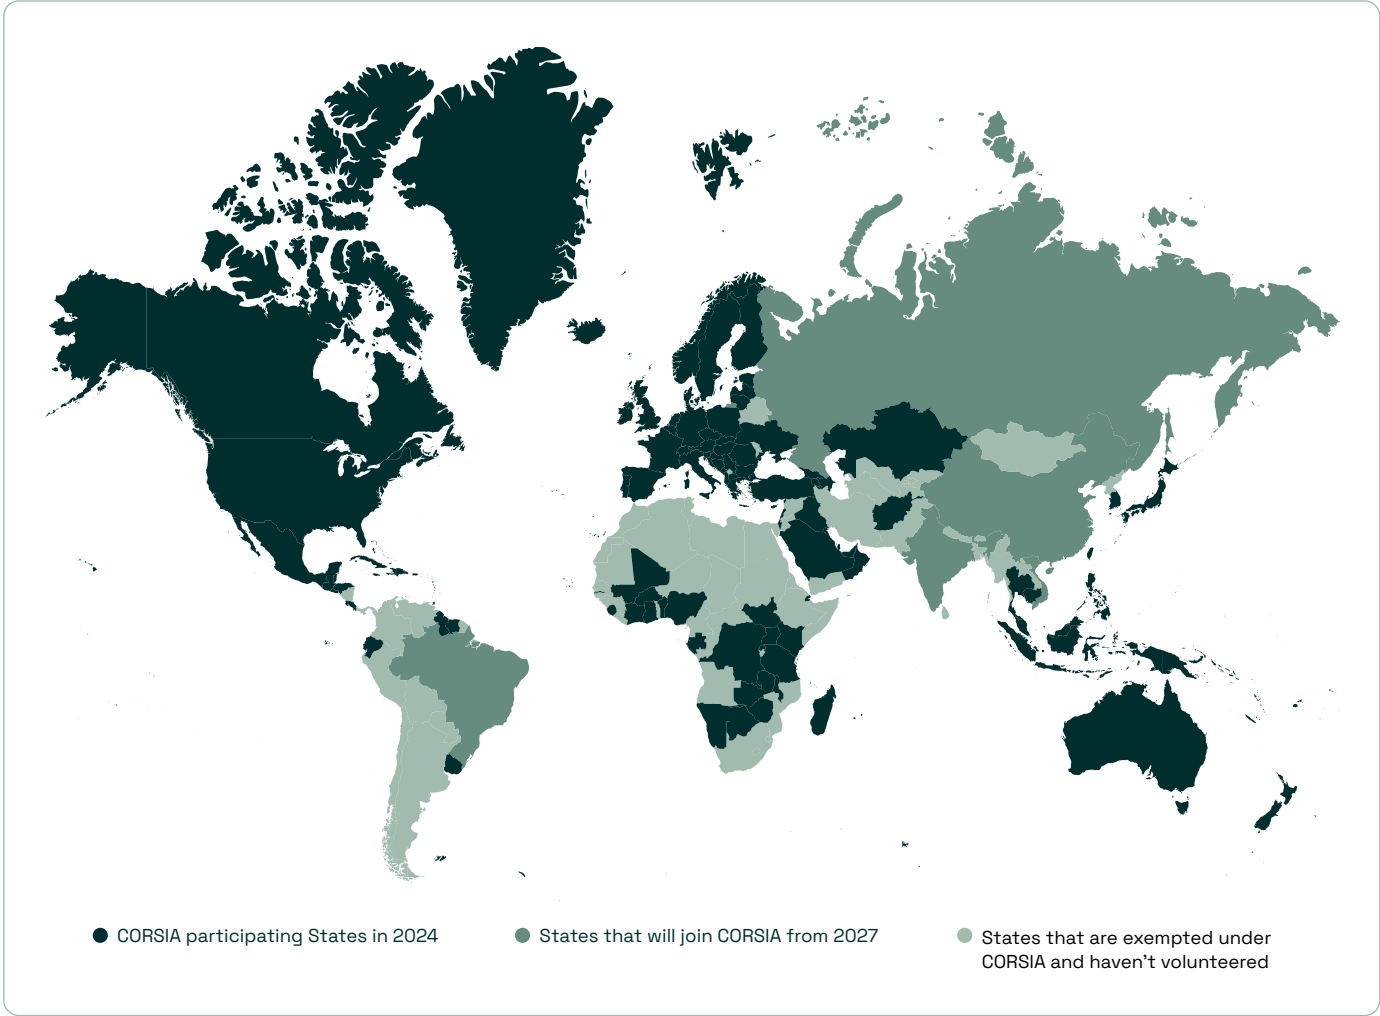 CORSIA participating States in 2024
States that will join CORSIA from 2027
States that are exempted under
CORSIA and haven't volunteered